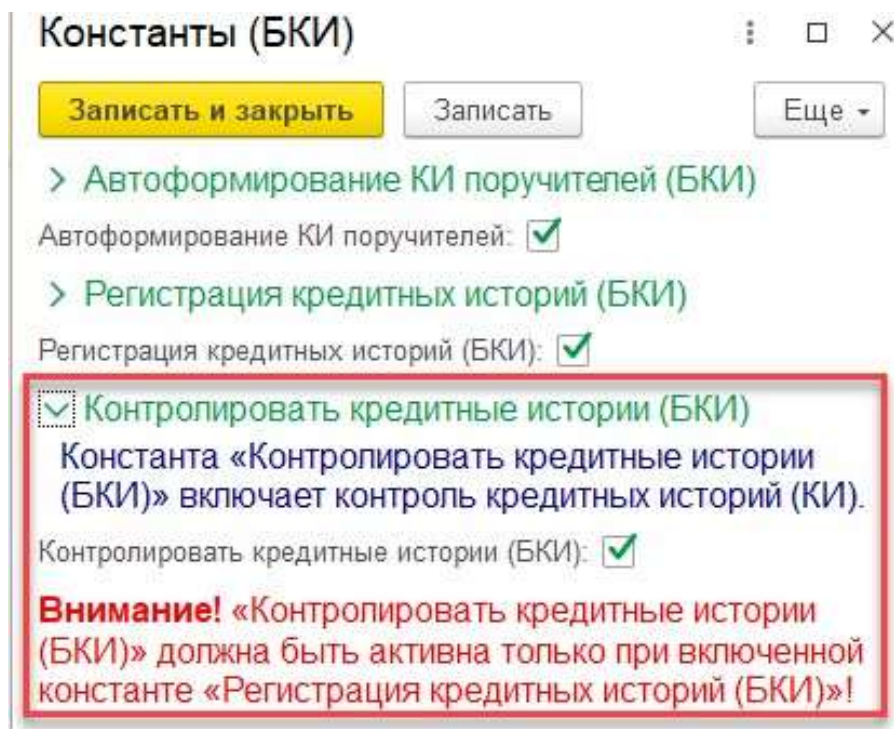 Константы (БКИ)
Записать и закрыть
Записать
Еще
Автоформирование КИ поручителей (БКИ)
Автоформирование КИ поручителей:
Регистрация кредитных историй (БКИ)
Регистрация кредитных историй (БКИ):
Контролировать кредитные истории (БКИ)
Константа «Контролировать кредитные истории
(БКИ)» включает контроль кредитных историй (КИ).
Контролировать кредитные истории (БКИ):
Внимание! «Контролировать кредитные истории
(БКИ)» должна быть активна только при включенной
константе «Регистрация кредитных историй (БКИ)»!